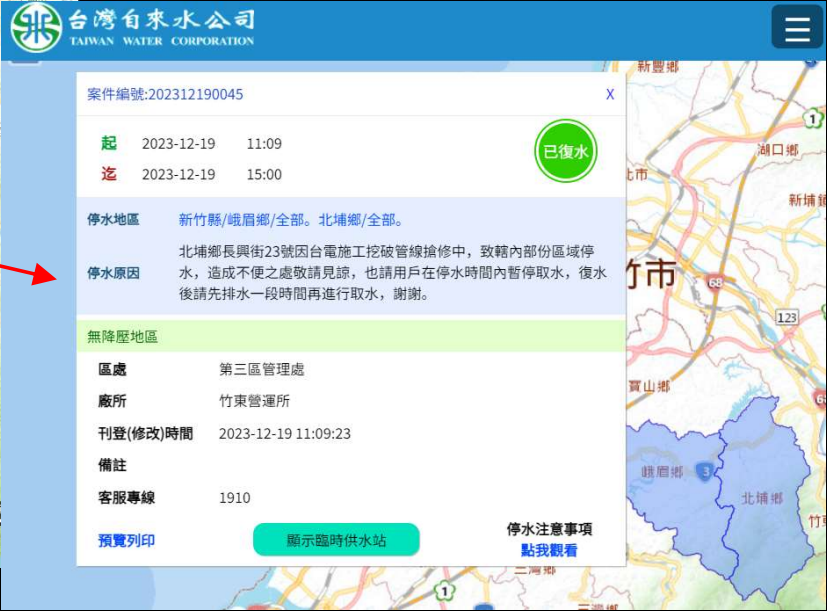 台灣自來水公司
TAIWAN WATER CORPORATION
新豐鄉
案件編號:202312190045
X
起 2023-12-19 11:09
迄 2023-12-19 15:00
已復水
1
湖口鄉
北市
新埔鎮
停水地區 新竹縣/峨眉鄉/全部。北埔鄉/全部。
停水原因 北埔鄉長興街23號因台電施工挖破管線搶修中，致轄內部份區域停
水，造成不便之處敬請見諒，也請用戶在停水時間內暫停取水，復水
後請先排水一段時間再進行取水，謝謝。
竹市
68
123
無降壓地區
區處 第三區管理處
廠所 竹東營運所
刊登(修改)時間 2023-12-19 11:09:23
備註
客服專線 1910
寶山鄉
68
峨眉鄉
3
北埔鄉
竹東
預覽列印
顯示臨時供水站
停水注意事項
點我觀看
三灣鄉
1